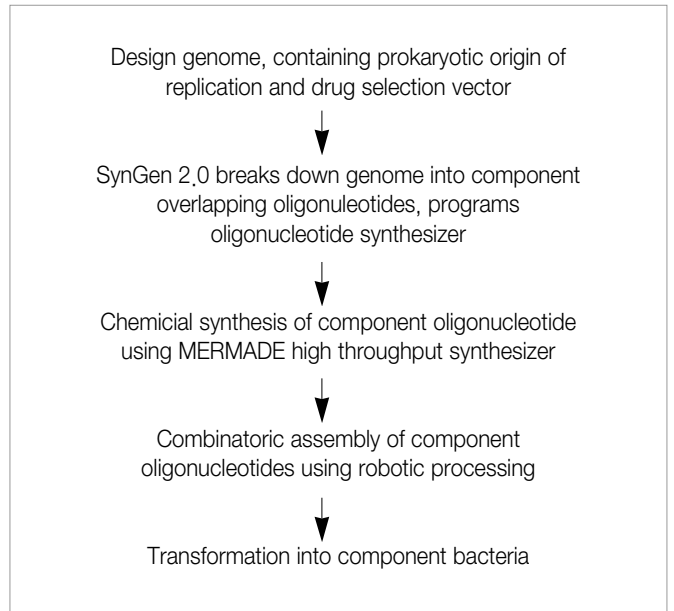 Design genome, containing prokaryotic origin of
replication and drug selection vector
SynGen 2.0 breaks down genome into component
overlapping oligonuleotides, programs
oligonucleotide synthesizer
Chemicial synthesis of component oligonucleotide
using MERMADE high throughput synthesizer
Combinatoric assembly of component
oligonucleotides using robotic processing
Transformation into component bacteria